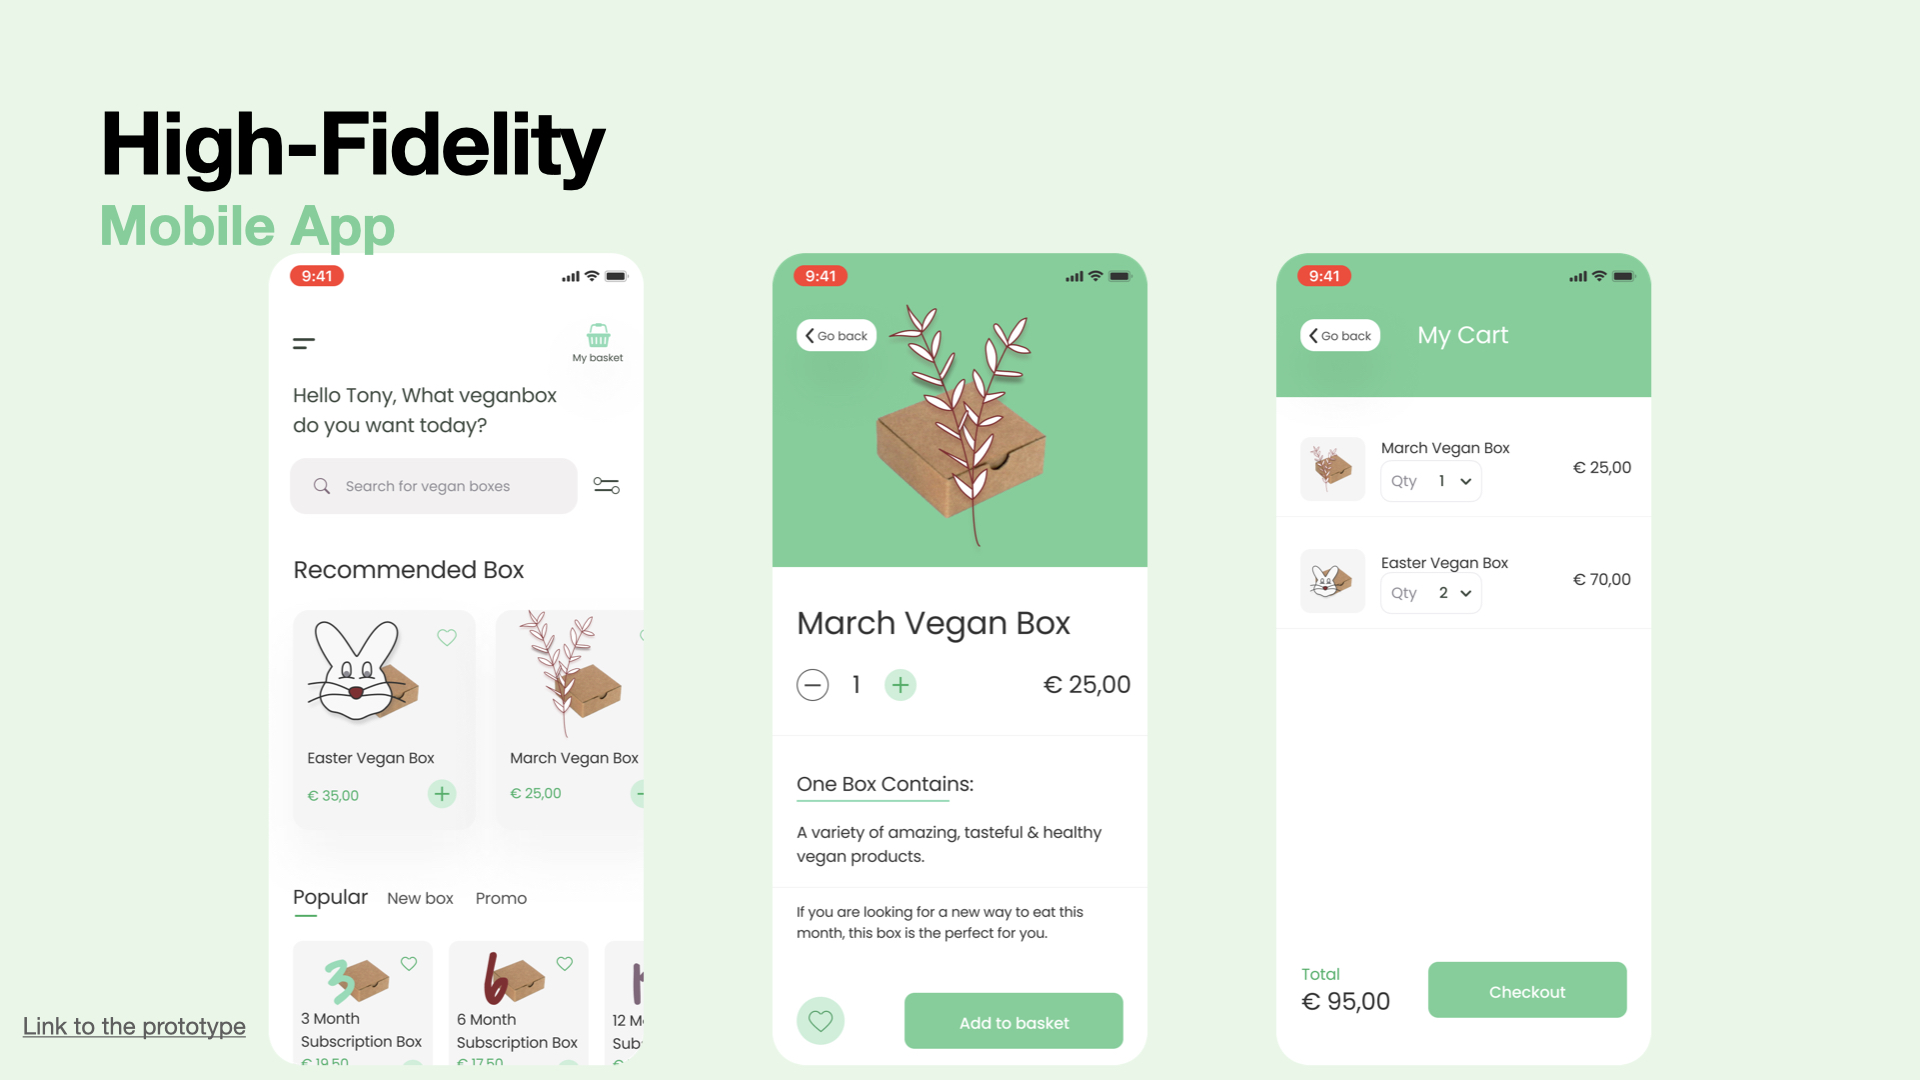 High-Fidelity
Mobile App
9:41
My basket
Hello Tony, What veganbox
do you want today?
Search for vegan boxes
Recommended Box
Easter Vegan Box
€ 35,00
March Vegan Box
€ 25,00
Popular New box Promo
3 Month
Subscription Box
€ 19,50
6 Month
Subscription Box
€ 17,50
12 M
Sub
€
Link to the prototype
9:41
Go back
March Vegan Box
1
€ 25,00
One Box Contains:
A variety of amazing, tasteful & healthy
vegan products.
If you are looking for a new way to eat this
month, this box is the perfect for you.
Add to basket
9:41
Go back
My Cart
March Vegan Box
Qty 1
€ 25,00
Easter Vegan Box
Qty 2
€ 70,00
Total
€ 95,00
Checkout